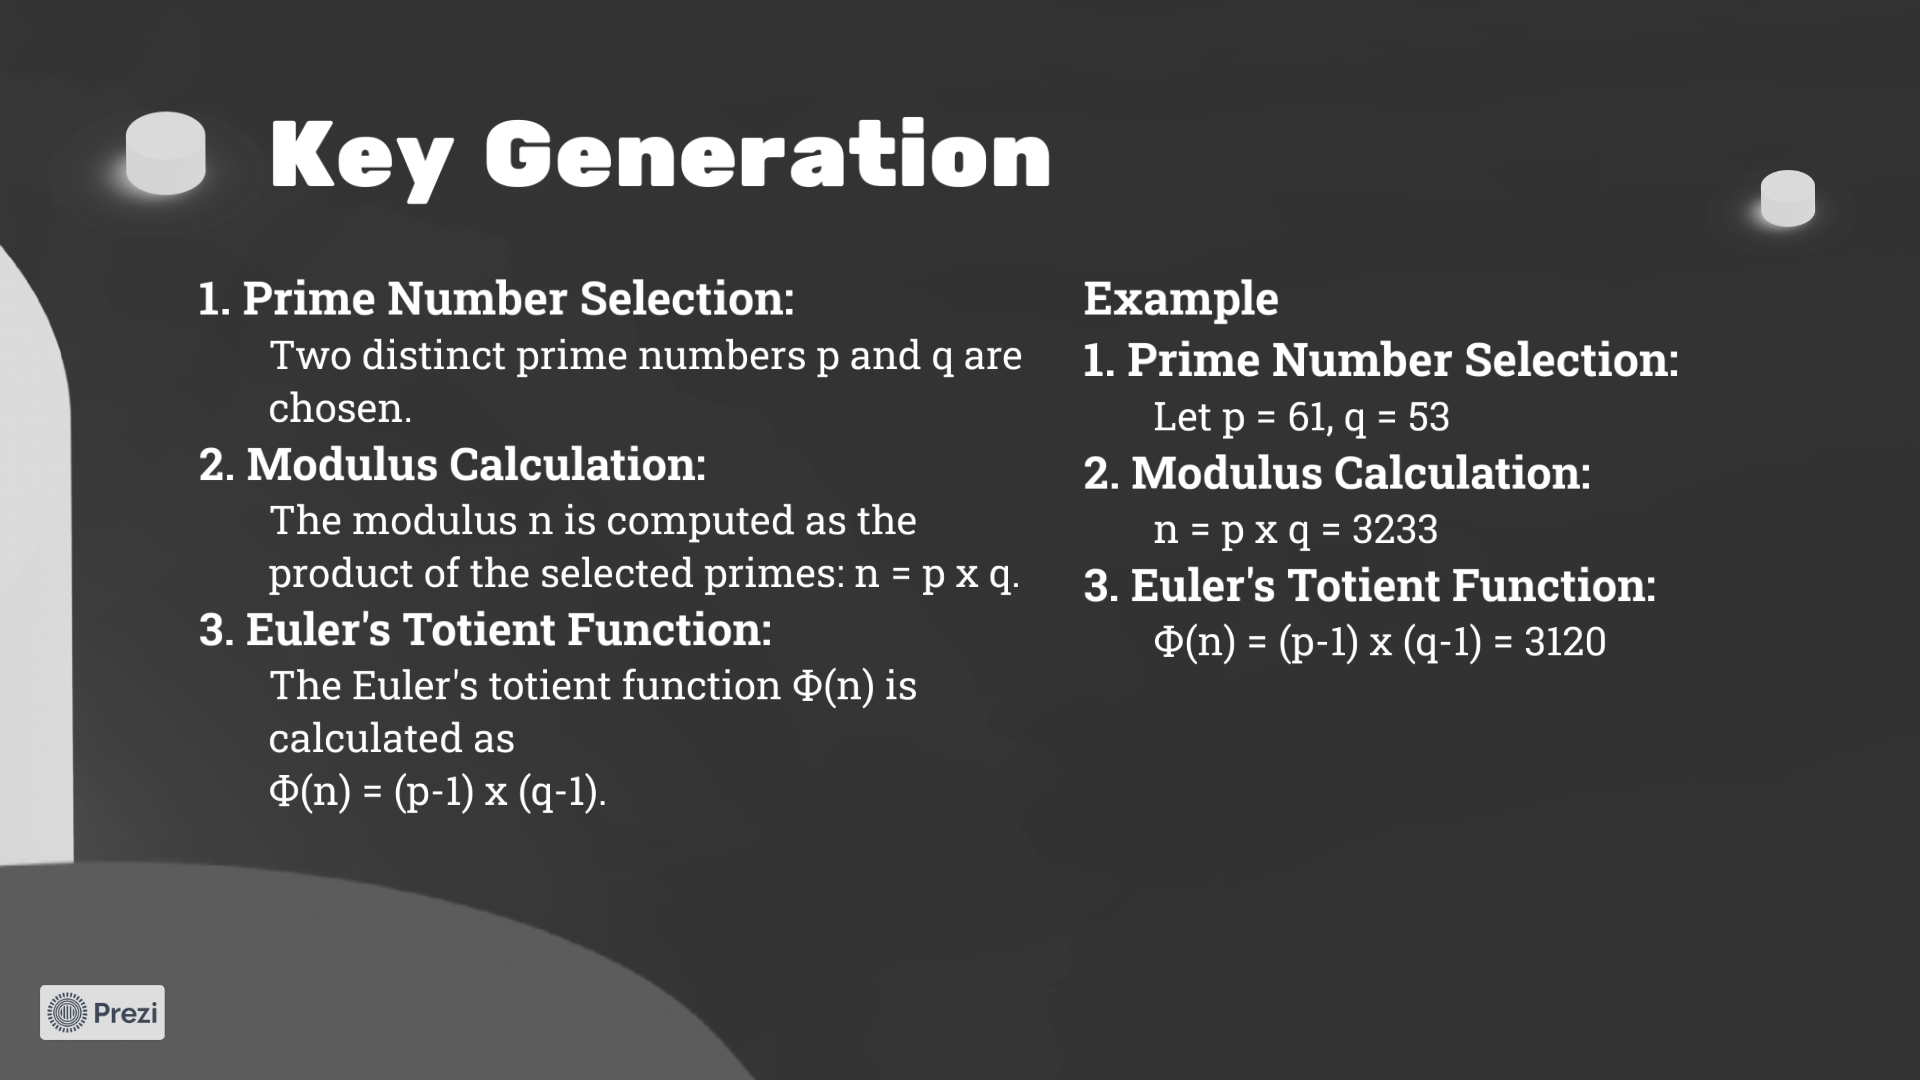 Key Generation
1. Prime Number Selection:
Two distinct prime numbers p and q are
chosen.
2. Modulus Calculation:
The modulus n is computed as the
product of the selected primes: n = p x q.
3. Euler's Totient Function:
The Euler's totient function Φ(n) is
calculated as
Φ(n) = (p-1) x (q-1).
Example
1. Prime Number Selection:
Let p = 61, q = 53
2. Modulus Calculation:
n = p x q = 3233
3. Euler's Totient Function:
Φ(n) = (p-1) x (q-1) = 3120
Prezi